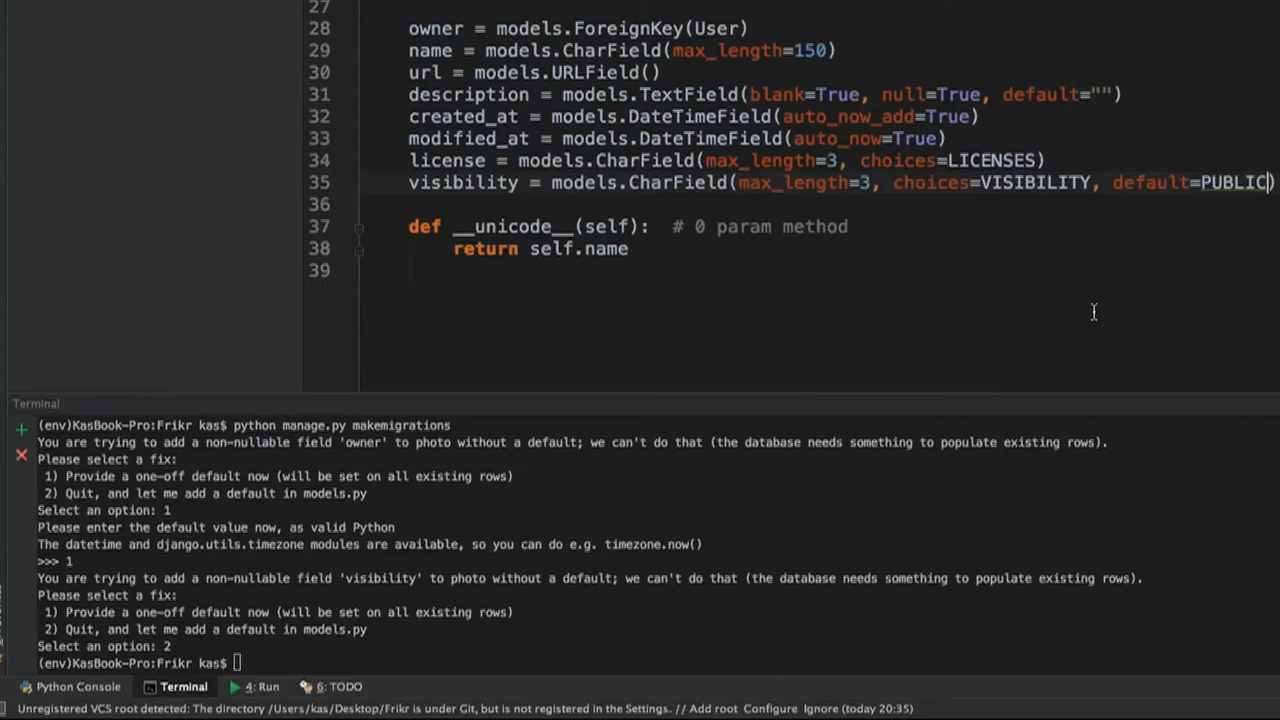 27
28 owner = models.ForeignKey(User)
29 name = models.CharField(max_length=150)
30 url = models.URLField()
31 description = models.TextField(blank=True, null=True, default="")
32 created_at = models.DateTimeField(auto_now_add=True)
33 modified_at = models.DateTimeField(auto_now=True)
34 license = models.CharField(max_length=3, choices=LICENSES)
35 visibility = models.CharField(max_length=3, choices=VISIBILITY, default=PUBLIC)
36
37 def __unicode__(self):  # 0 param method
38 return self.name
39
Terminal
(env)KasBook-Pro:Frikr kas$ python manage.py makemigrations
You are trying to add a non-nullable field 'owner' to photo without a default; we can't do that (the database needs something to populate existing rows).
Please select a fix:
1) Provide a one-off default now (will be set on all existing rows)
2) Quit, and let me add a default in models.py
Select an option: 1
Please enter the default value now, as valid Python
The datetime and django.utils.timezone modules are available, so you can do e.g. timezone.now()
>>> 1
You are trying to add a non-nullable field 'visibility' to photo without a default; we can't do that (the database needs something to populate existing rows).
Please select a fix:
1) Provide a one-off default now (will be set on all existing rows)
2) Quit, and let me add a default in models.py
Select an option: 2
(env)KasBook-Pro:Frikr kas$
Python Console Terminal 4: Run 6: TODO
Unregistered VCS root detected: The directory /Users/kas/Desktop/Frikr is under Git, but is not registered in the Settings. // Add root Configure Ignore (today 20:35)